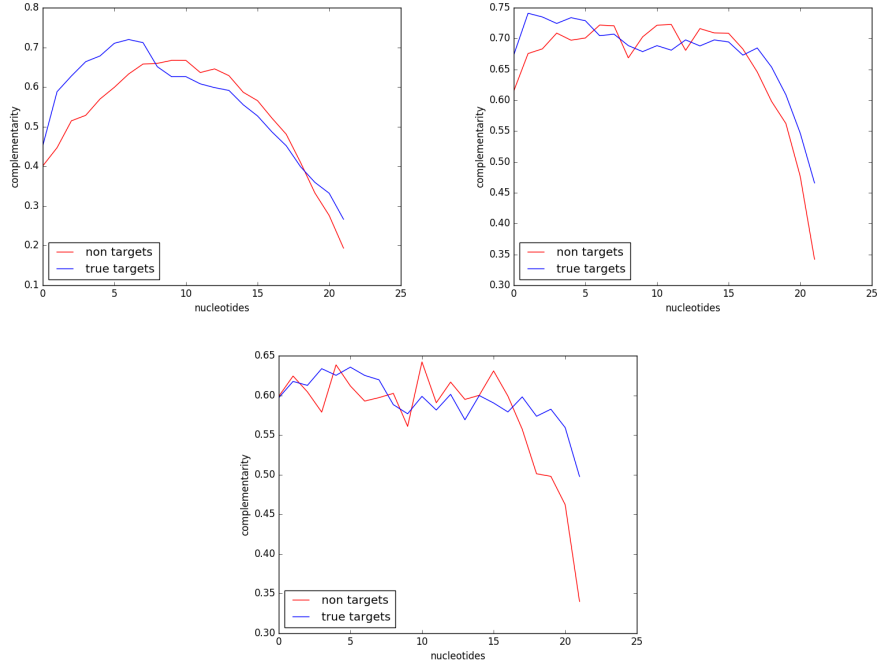 0.8
0.7
0.6
0.5
0.4
0.3
0.2
0.1
complementarity
non targets
true targets
0 5 10 15 20 25
nucleotides
0.75
0.70
0.65
0.60
0.55
0.50
0.45
0.40
0.35
0.30
complementarity
non targets
true targets
0 5 10 15 20 25
nucleotides
0.65
0.60
0.55
0.50
0.45
0.40
0.35
0.30
complementarity
non targets
true targets
0 5 10 15 20 25
nucleotides